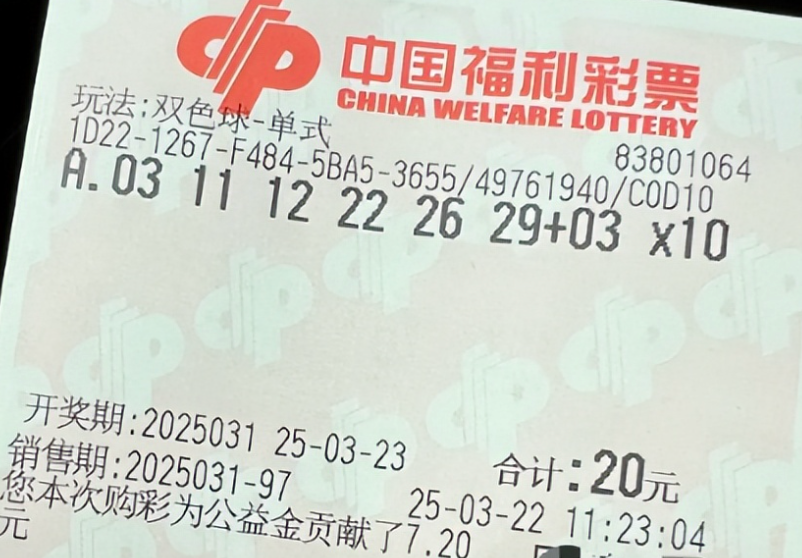 中国福利彩票
CHINA WELFARE LOTTERY
玩法:双色球-单式
83801064
1D22-1267-F484-5BA5-3655/49761940/C0D10
A.03 11 12 22 26 29+03 x10
开奖期:2025031 25-03-23
合计:20元
销售期:2025031-97
25-03-22 11:23:04
您本次购彩为公益金贡献了7.20
元